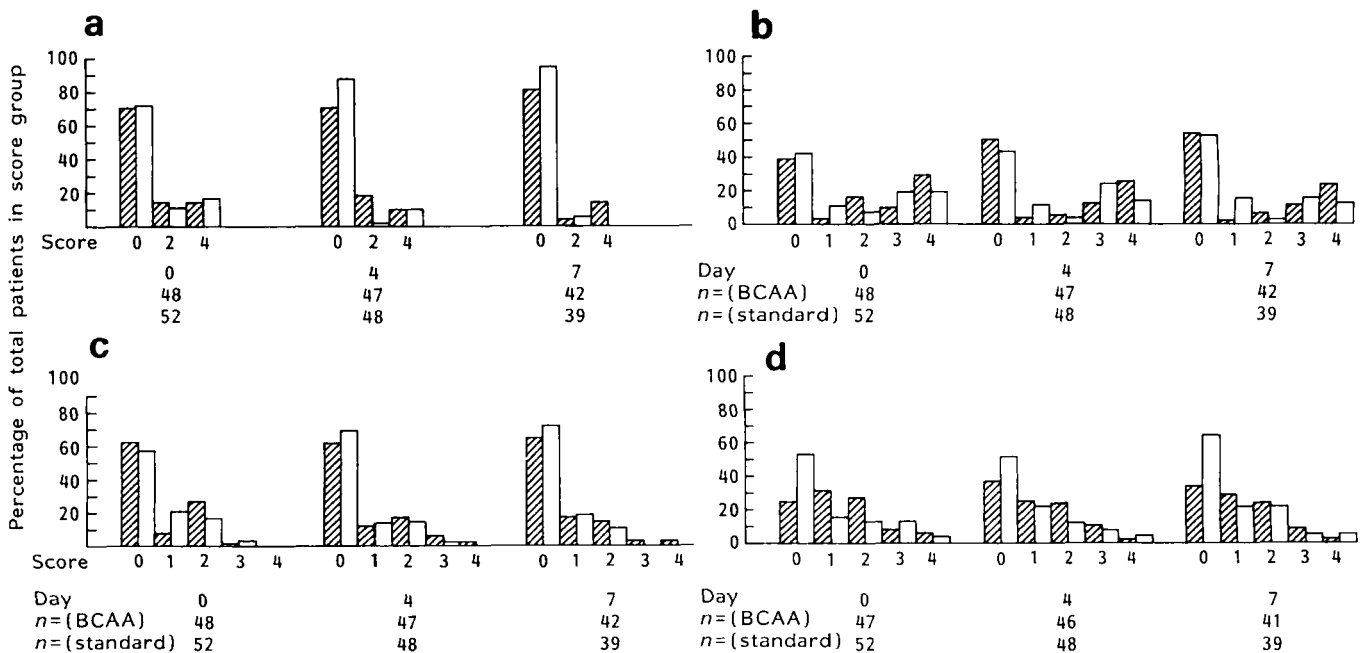 a
Percentage of total patients in score group
100
80
60
40
20
Score 0 2 4 0 2 4 0 2 4
0 4 7
48 47 42
52 48 39
b
100
80
60
40
20
0
0 1 2 3 4 0 1 2 3 4 0 1 2 3 4
Day 0 4 7
n=(BCAA) 48 47 42
n=(standard) 52 48 39
c
100
80
60
40
20
Score 0 1 2 3 4 0 1 2 3 4 0 1 2 3 4
Day 0 4 7
n=(BCAA) 48 47 42
n=(standard) 52 48 39
d
100
80
60
40
20
0
0 1 2 3 4 0 1 2 3 4 0 1 2 3 4
Day 0 4 7
n=(BCAA) 47 46 41
n=(standard) 52 48 39